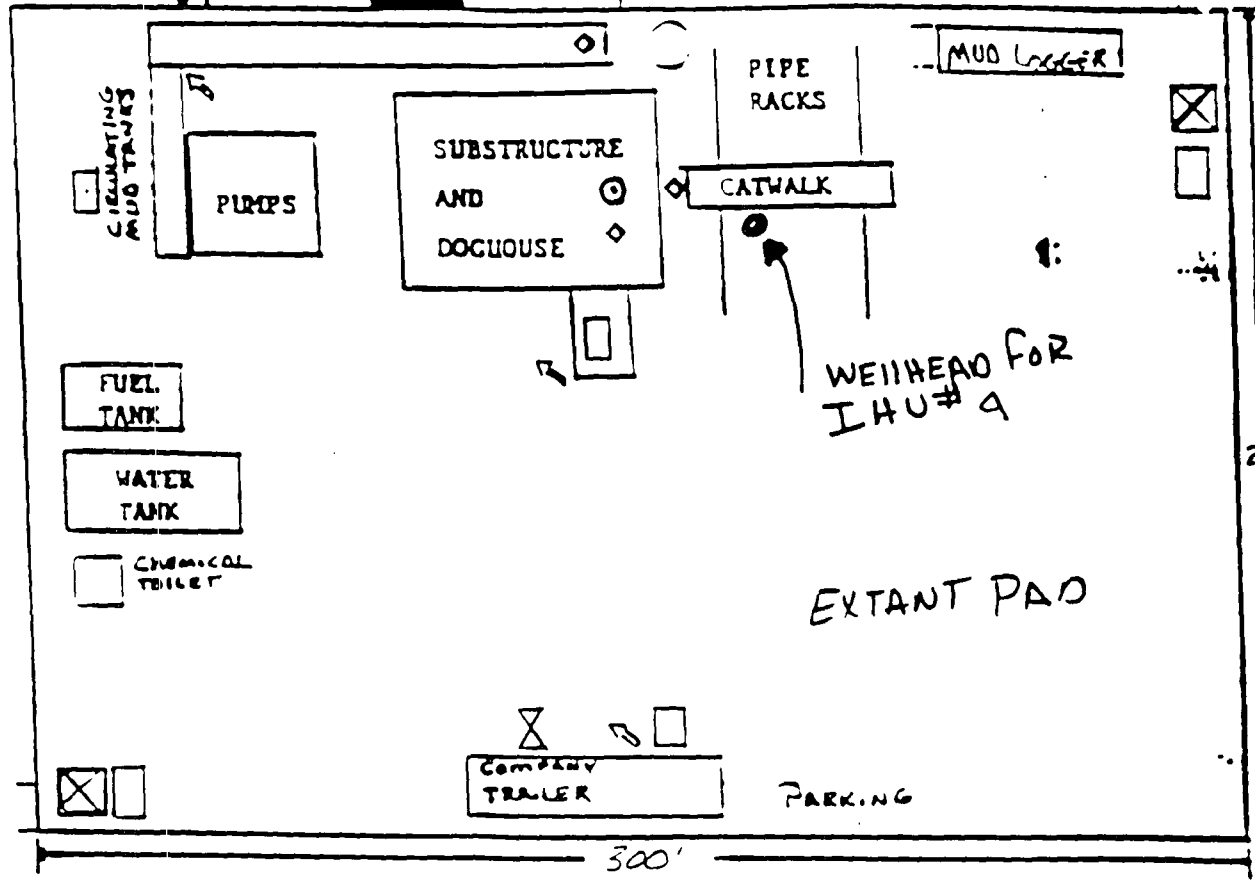 MUD LOGGER
PIPE
RACKS
CIRCULATING
MUD TANKS
PUMPS
SUBSTRUCTURE
AND
DOGHOUSE
CATWALK
WELLHEAD FOR
IHU# 9
FUEL
TANK
WATER
TANK
CHEMICAL
TOILET
EXTANT PAD
COMPANY
TRAILER
PARKING
300'